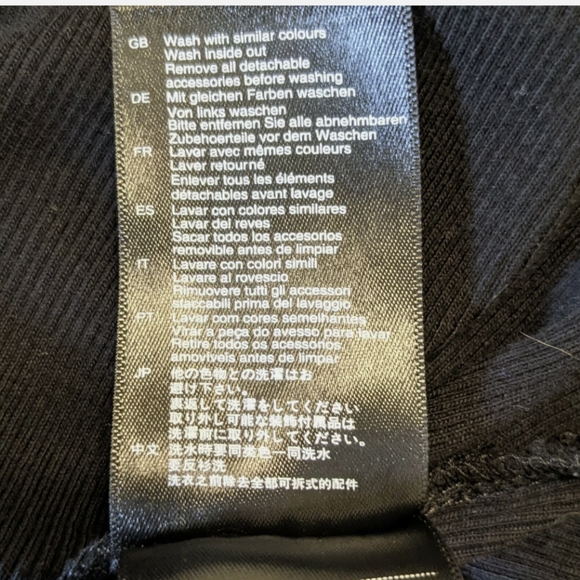 GB Wash with similar colours
Wash inside out
Remove all detachable
accessories before washing
DE Mit gleichen Farben waschen
Von links waschen
Bitte entfernen Sie alle abnehmbaren
Zubehoerteile vor dem Waschen
FR Laver avec mêmes couleurs
Laver retourné
Enlever tous les éléments
détachables avant lavage
ES Lavar con colores similares
Lavar del reves
Sacar todos los accesorios
removible antes de limpiar
IT Lavare con colori simili
Lavare al rovescio
Rimuovere tutti gli accessori
staccabili prima del lavaggio
PT Lavar com cores semelhantes
Virar a peça do avesso para lavar
Retire todos os acessorios
amoviveis antes de limpar
JP 他の色物との洗濯はお
避け下さい。
裏返して洗濯をしてください
取り外し可能な装飾付属品は
洗濯前に取り外してください。
中文 洗水時要同類色一同洗水
要反衫洗
洗衣之前除去全部可拆式的配件